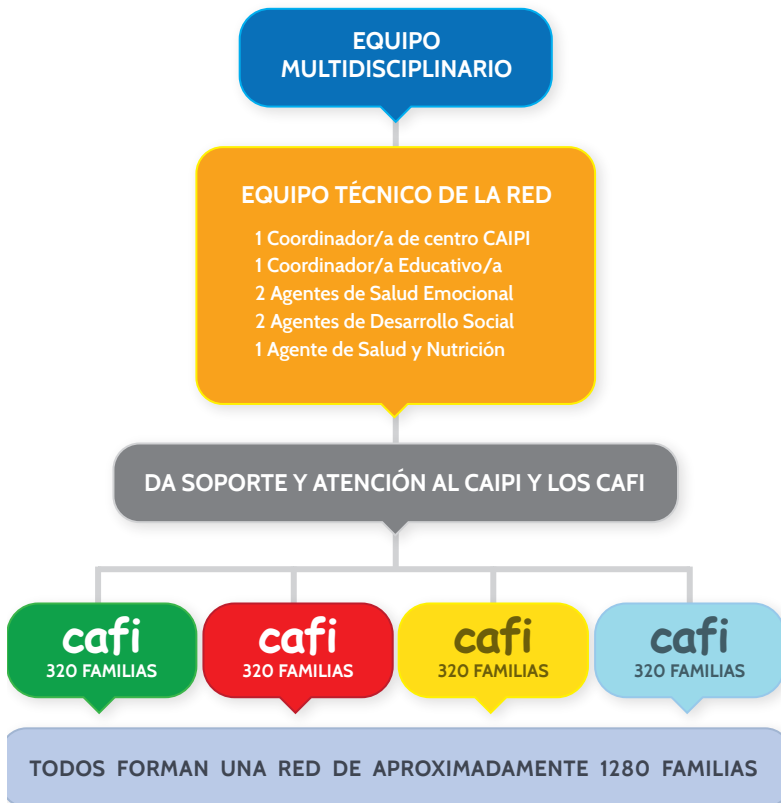 EQUIPO
MULTIDISCIPLINARIO
EQUIPO TÉCNICO DE LA RED
1 Coordinador/a de centro CAIPI
1 Coordinador/a Educativo/a
2 Agentes de Salud Emocional
2 Agentes de Desarrollo Social
1 Agente de Salud y Nutrición
DA SOPORTE Y ATENCIÓN AL CAIPI Y LOS CAFI
cafi
320 FAMILIAS
cafi
320 FAMILIAS
cafi
320 FAMILIAS
cafi
320 FAMILIAS
TODOS FORMAN UNA RED DE APROXIMADAMENTE 1280 FAMILIAS